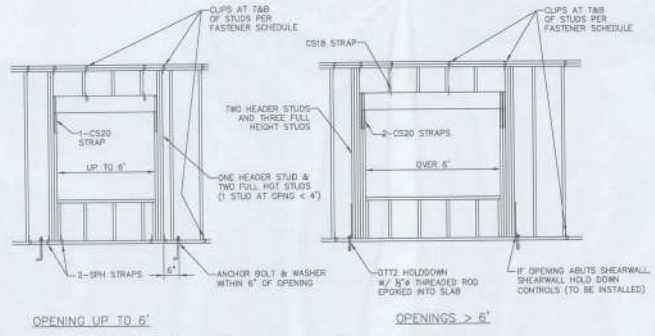 CLIPS AT T&B
OF STUDS PER
FASTENER SCHEDULE
1-CS20
STRAP
UP TO 6'
ONE HEADER STUD &
TWO FULL HGT STUDS
(1 STUD AT OPNG < 4')
2-SPH STRAPS
6"
ANCHOR BOLT & WASHER
WITHIN 6" OF OPENING
OPENING UP TO 6'
CLIPS AT T&B
OF STUDS PER
FASTENER SCHEDULE
CS18 STRAP
TWO HEADER STUDS
AND THREE FULL
HEIGHT STUDS
2-CS20 STRAPS
OVER 6'
DTT2 HOLDDOWN
W/ ½"ø THREADED ROD
EPOXIED INTO SLAB
IF OPENING ABUTS SHEARWALL,
SHEARWALL HOLD DOWN
CONTROLS (TO BE INSTALLED)
OPENINGS > 6'